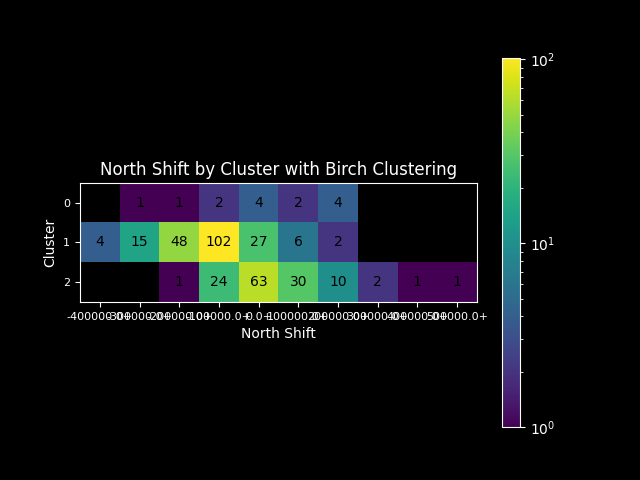 North Shift by Cluster with Birch Clustering
0 1 1 2 4 2 4
1 4 15 48 102 27 6 2
2 1 24 63 30 10 2 1 1
Cluster
North Shift
10²
10¹
10⁰